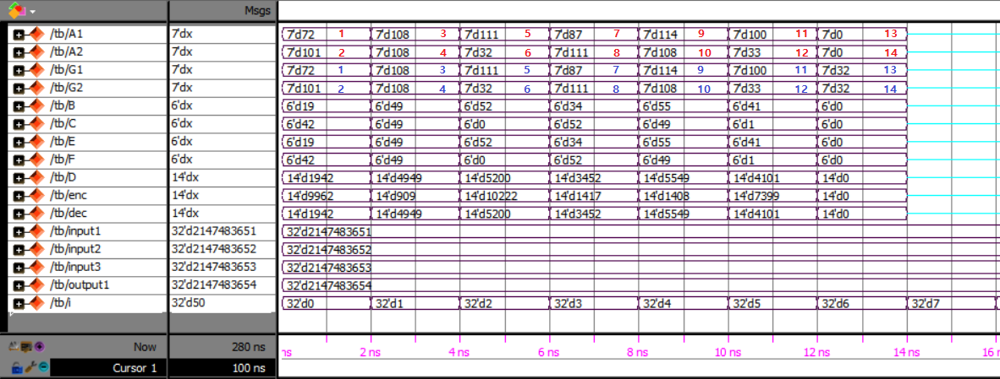 Msgs
/tb/A1 7'dx 7'd72 1 7'd108 3 7'd111 5 7'd87 7 7'd114 9 7'd100 11 7'd0 13
/tb/A2 7'dx 7'd101 2 7'd108 4 7'd32 6 7'd111 8 7'd108 10 7'd33 12 7'd0 14
/tb/G1 7'dx 7'd72 1 7'd108 3 7'd111 5 7'd87 7 7'd114 9 7'd100 11 7'd32 13
/tb/G2 7'dx 7'd101 2 7'd108 4 7'd32 6 7'd111 8 7'd108 10 7'd33 12 7'd32 14
/tb/B 6'dx 6'd19 6'd49 6'd52 6'd34 6'd55 6'd41 6'd0
/tb/C 6'dx 6'd42 6'd49 6'd0 6'd52 6'd49 6'd1 6'd0
/tb/E 6'dx 6'd19 6'd49 6'd52 6'd34 6'd55 6'd41 6'd0
/tb/F 6'dx 6'd42 6'd49 6'd0 6'd52 6'd49 6'd1 6'd0
/tb/D 14'dx 14'd1942 14'd4949 14'd5200 14'd3452 14'd5549 14'd4101 14'd0
/tb/enc 14'dx 14'd9962 14'd909 14'd10222 14'd1417 14'd1408 14'd7399 14'd0
/tb/dec 14'dx 14'd1942 14'd4949 14'd5200 14'd3452 14'd5549 14'd4101 14'd0
/tb/input1 32'd2147483651 32'd2147483651
/tb/input2 32'd2147483652 32'd2147483652
/tb/input3 32'd2147483653 32'd2147483653
/tb/output1 32'd2147483654 32'd2147483654
/tb/i 32'd50 32'd0 32'd1 32'd2 32'd3 32'd4 32'd5 32'd6 32'd7
Now 280 ns ns 2 ns 4 ns 6 ns 8 ns 10 ns 12 ns 14 ns 16 n
Cursor 1 100 ns